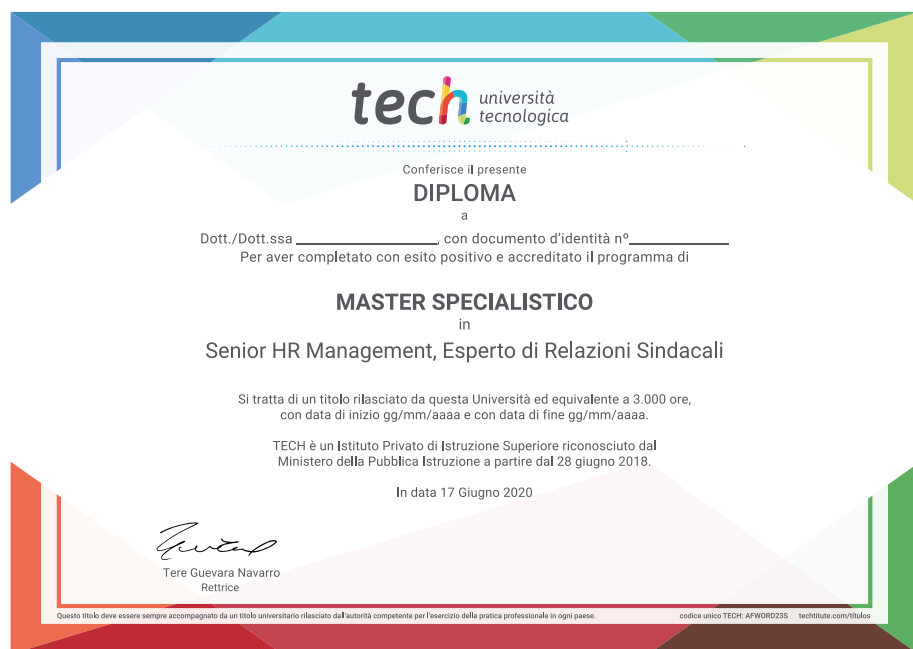 tech università
tecnologica
Conferisce il presente
DIPLOMA
a
Dott./Dott.ssa __________________, con documento d'identità nº_____________
Per aver completato con esito positivo e accreditato il programma di
MASTER SPECIALISTICO
in
Senior HR Management, Esperto di Relazioni Sindacali
Si tratta di un titolo rilasciato da questa Università ed equivalente a 3.000 ore,
con data di inizio gg/mm/aaaa e con data di fine gg/mm/aaaa.
TECH è un Istituto Privato di Istruzione Superiore riconosciuto dal
Ministero della Pubblica Istruzione a partire dal 28 giugno 2018.
In data 17 Giugno 2020
Tere Guevara Navarro
Rettrice
Questo titolo deve essere sempre accompagnato da un titolo universitario rilasciato dall'autorità competente per l'esercizio della pratica professionale in ogni paese. codice unico TECH: AFWORD23S techtitute.com/titulos